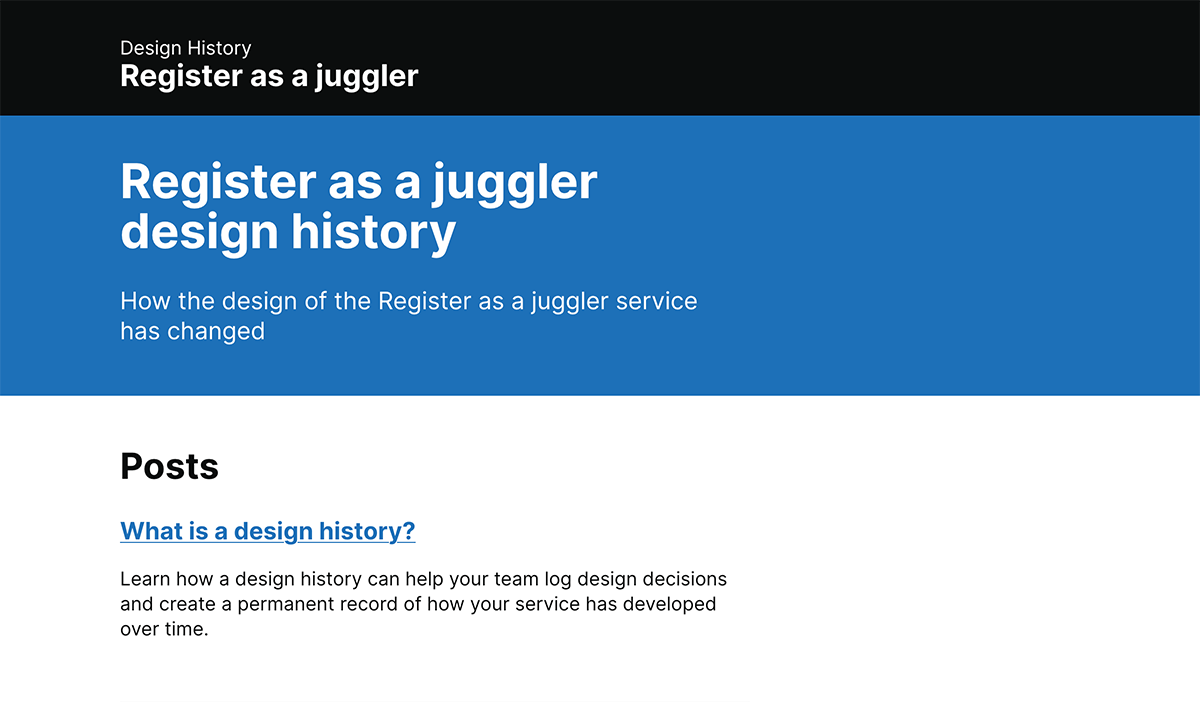 Design History
Register as a juggler
Register as a juggler
design history
How the design of the Register as a juggler service
has changed
Posts
What is a design history?
Learn how a design history can help your team log design decisions
and create a permanent record of how your service has developed
over time.